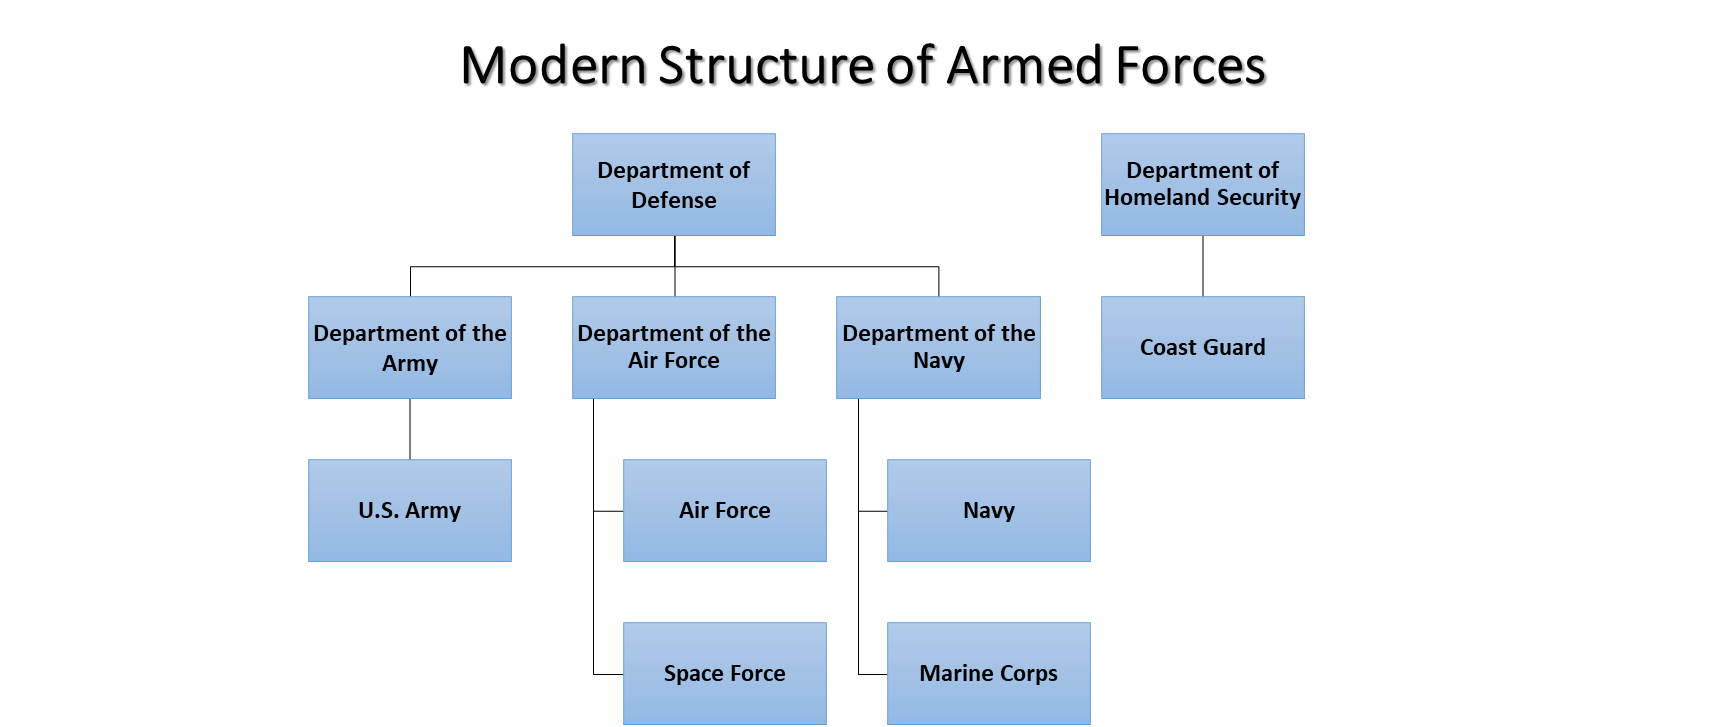 Modern Structure of Armed Forces
Department of
Defense
Department of
Homeland Security
Department of the
Army
Department of the
Air Force
Department of the
Navy
Coast Guard
U.S. Army
Air Force
Navy
Space Force
Marine Corps